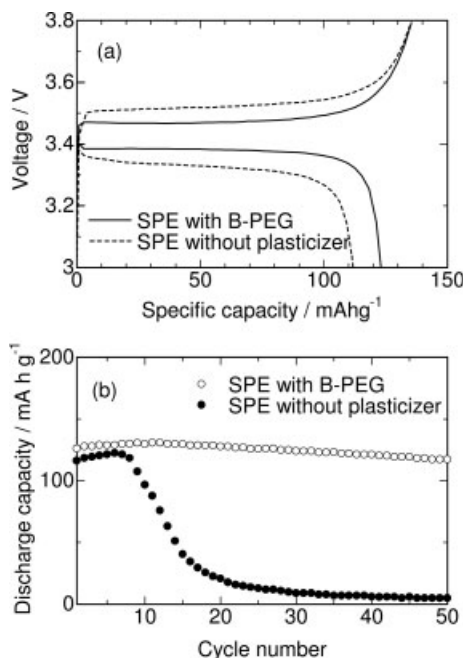 (a)
3.8
3.6
3.4
3.2
3
Voltage / V
SPE with B-PEG
SPE without plasticizer
0 50 100 150
Specific capacity / mAhg-1
(b)
200
100
0
Discharge capacity / mA h g-1
SPE with B-PEG
SPE without plasticizer
10 20 30 40 50
Cycle number